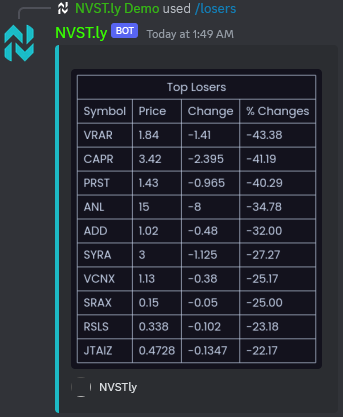 NVST.ly Demo used /losers
NVST.ly BOT Today at 1:49 AM
Top Losers
Symbol Price Change % Changes
VRAR 1.84 -1.41 -43.38
CAPR 3.42 -2.395 -41.19
PRST 1.43 -0.965 -40.29
ANL 15 -8 -34.78
ADD 1.02 -0.48 -32.00
SYRA 3 -1.125 -27.27
VCNX 1.13 -0.38 -25.17
SRAX 0.15 -0.05 -25.00
RSLS 0.338 -0.102 -23.18
JTAIZ 0.4728 -0.1347 -22.17
NVSTly